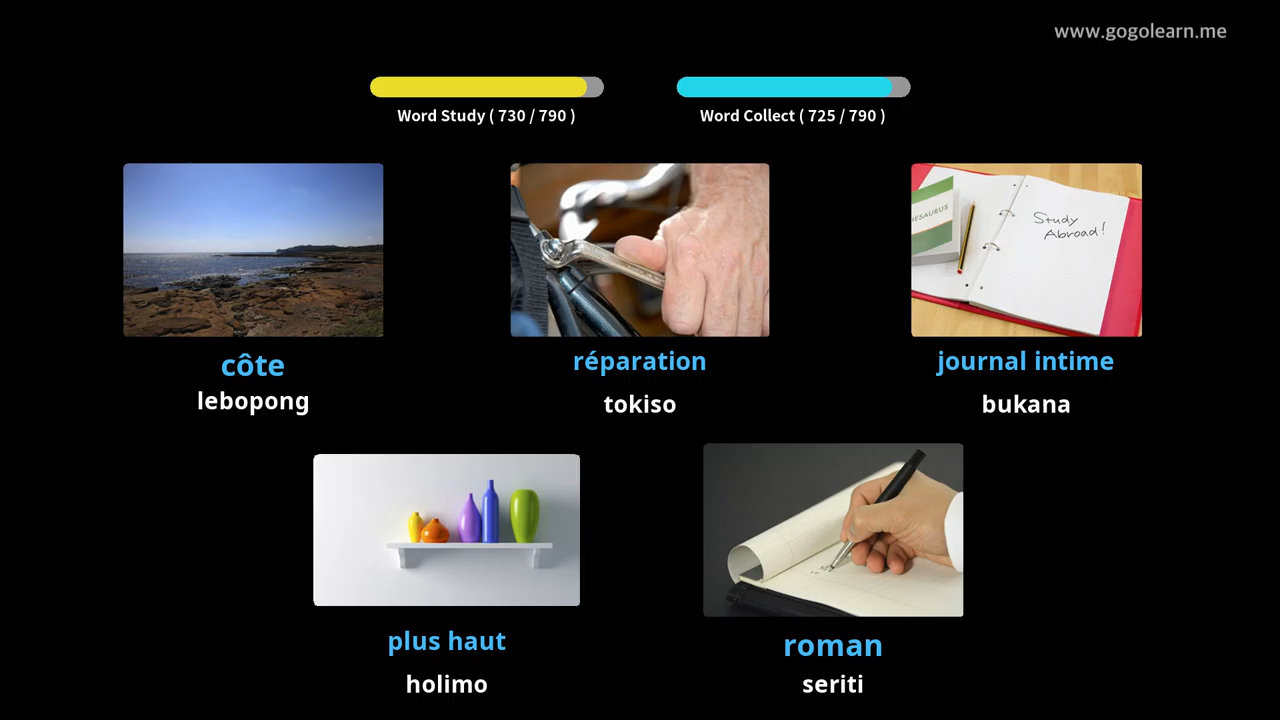 www.gogolearn.me
Word Study ( 730 / 790 )
Word Collect ( 725 / 790 )
THESAURUS
Study
Abroad!
côte
lebopong
réparation
tokiso
journal intime
bukana
plus haut
holimo
roman
seriti